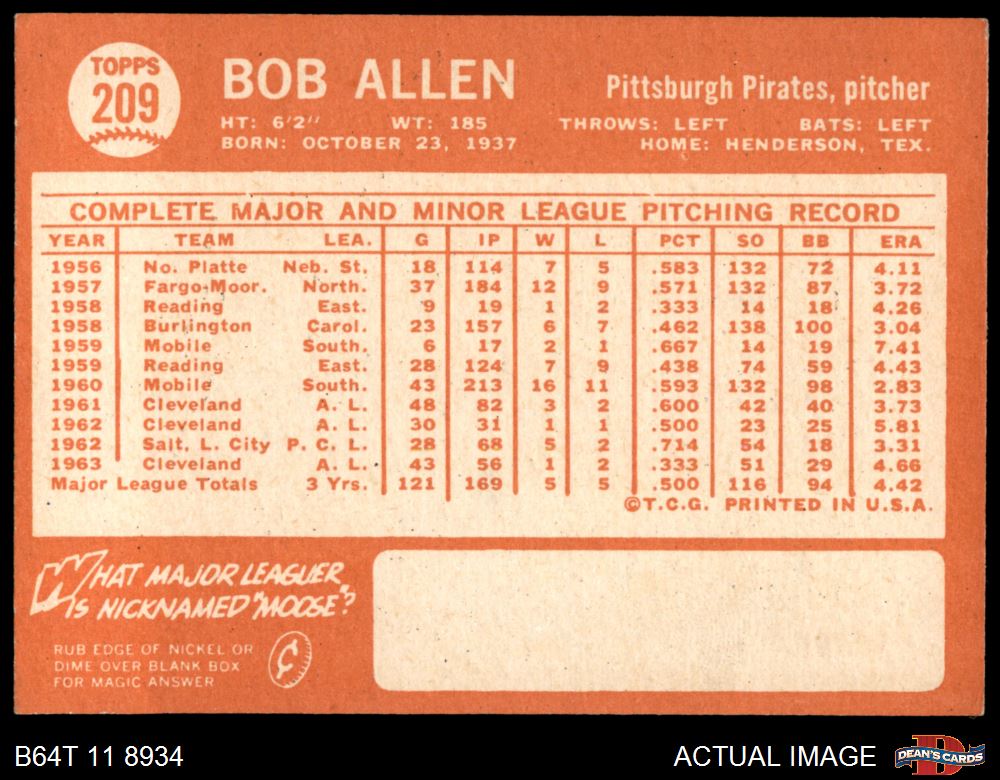 TOPPS
209
BOB ALLEN
Pittsburgh Pirates, pitcher
HT: 6'2" WT: 185 THROWS: LEFT BATS: LEFT
BORN: OCTOBER 23, 1937 HOME: HENDERSON, TEX.
COMPLETE MAJOR AND MINOR LEAGUE PITCHING RECORD
YEAR TEAM LEA. G IP W L PCT SO BB ERA
1956 No. Platte Neb. St. 18 114 7 5 .583 132 72 4.11
1957 Fargo-Moor. North. 37 184 12 9 .571 132 87 3.72
1958 Reading East. 9 19 1 2 .333 14 18 4.26
1958 Burlington Carol. 23 157 6 7 .462 138 100 3.04
1959 Mobile South. 6 17 2 1 .667 14 19 7.41
1959 Reading East. 28 124 7 9 .438 74 59 4.43
1960 Mobile South. 43 213 16 11 .593 132 98 2.83
1961 Cleveland A. L. 48 82 3 2 .600 42 40 3.73
1962 Cleveland A. L. 30 31 1 1 .500 23 25 5.81
1962 Salt. L. City P. C. L. 28 68 5 2 .714 54 18 3.31
1963 Cleveland A. L. 43 56 1 2 .333 51 29 4.66
Major League Totals 3 Yrs. 121 169 5 5 .500 116 94 4.42
©T.C.G. PRINTED IN U.S.A.
WHAT MAJOR LEAGUER
IS NICKNAMED "MOOSE"?
RUB EDGE OF NICKEL OR
DIME OVER BLANK BOX
FOR MAGIC ANSWER
¢
B64T 11 8934
ACTUAL IMAGE
DEAN'S CARDS